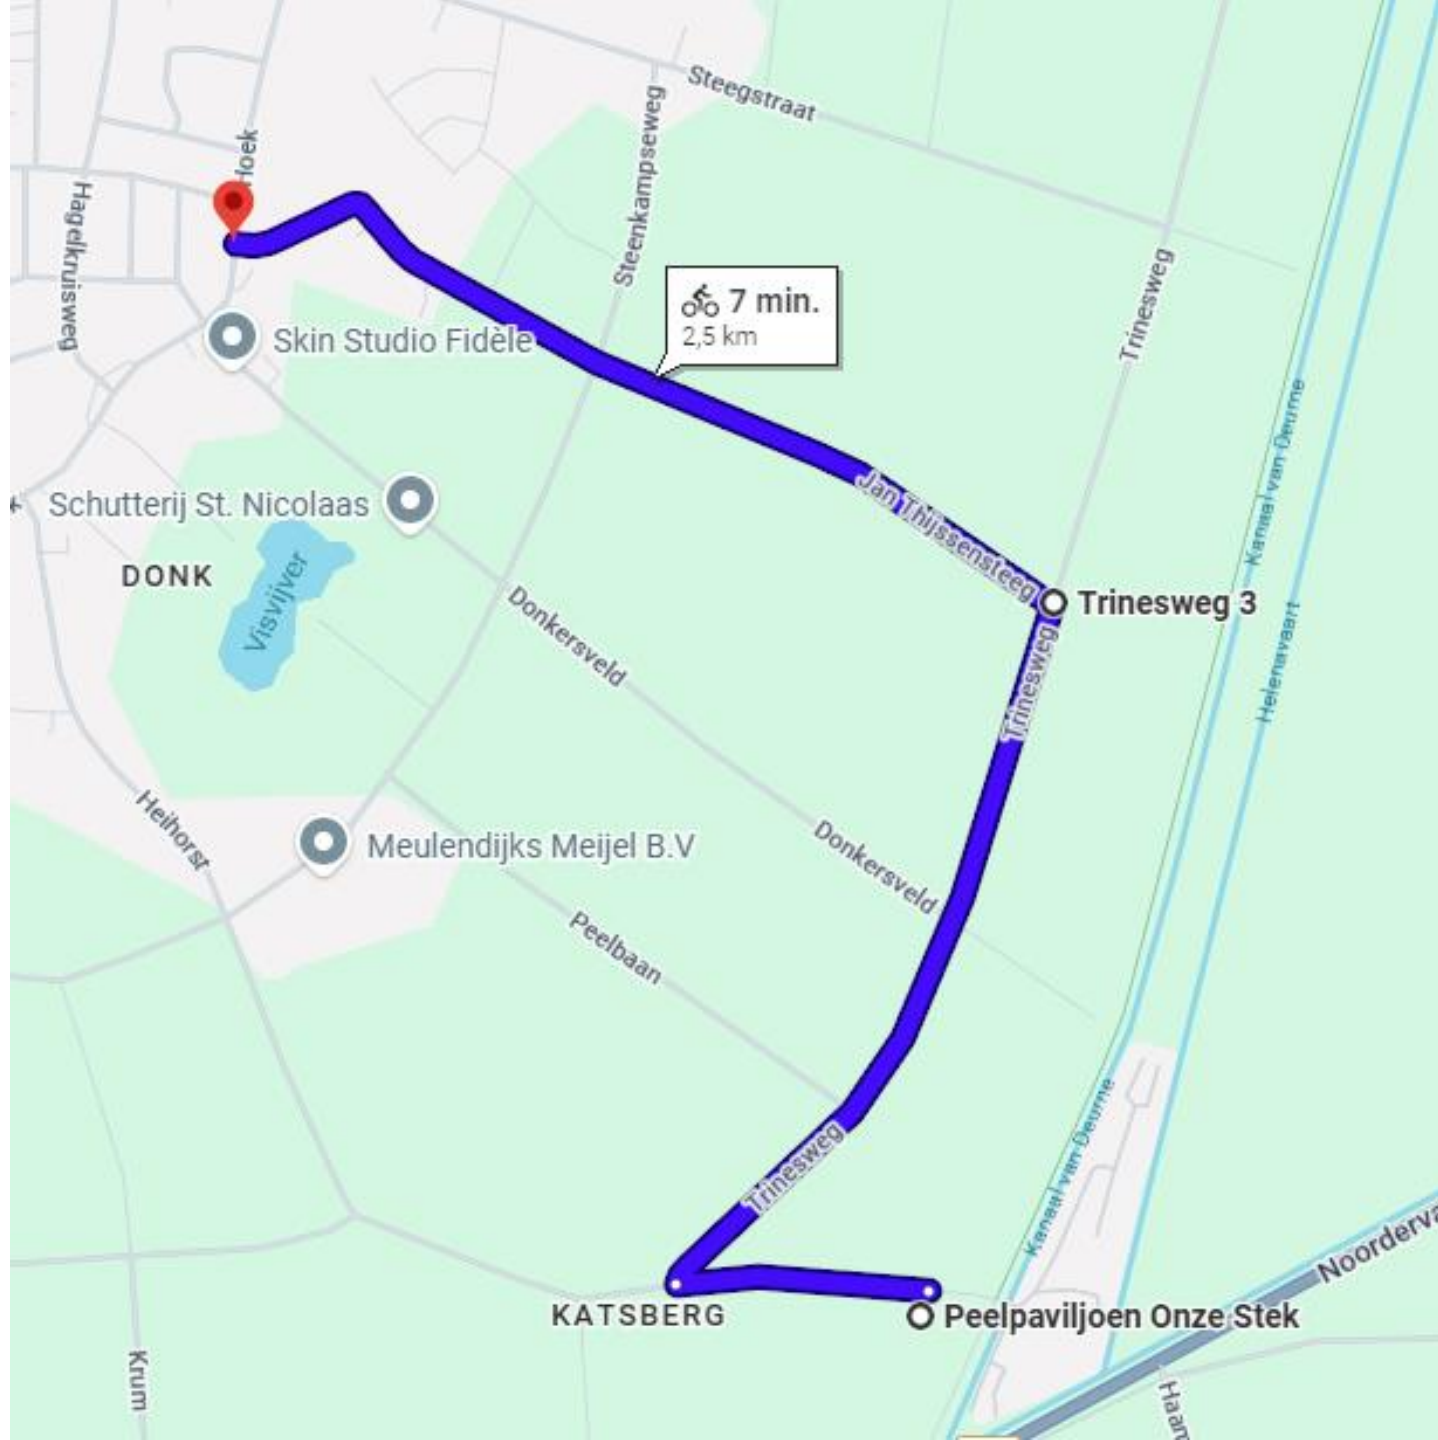 Steegstraat
Hoek
Steenkampseweg
Hagelkruisweg
Trinesweg
7 min.
2,5 km
Skin Studio Fidèle
Kanaal van Deurne
Jan Thijssensteeg
Schutterij St. Nicolaas
DONK
Visvijver
Trinesweg 3
Donkersveld
Trinesweg
Helenavaart
Heihorst
Meulendijks Meijel B.V
Donkersveld
Peelbaan
Trinesweg
Kanaal van Deurne
Noorderva
KATSBERG
Peelpaviljoen Onze Stek
Krum